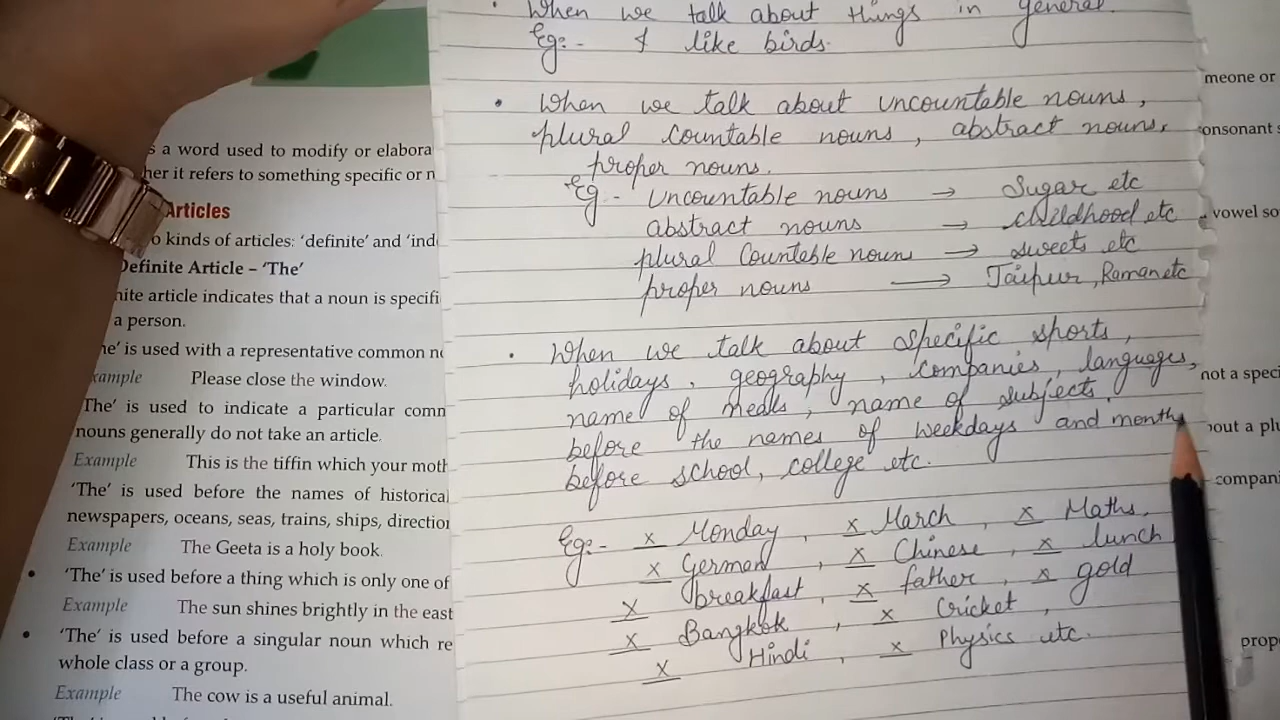 When we talk about things in general.
Eg:- I like birds.
• When we talk about uncountable nouns,
plural countable nouns, abstract nouns,
proper nouns.
Eg- Uncountable nouns → Sugar etc
abstract nouns → childhood etc
plural Countable nouns → sweets etc
proper nouns → Jaipur, Raman etc
• When we talk about specific sports,
holidays, geography, companies, languages,
name of meals, name of subjects,
before the names of weekdays and months
before school, college etc.
Eg:- x Monday, x March, x Maths,
x German, x Chinese, x lunch
x breakfast, x father, x gold
x Bangkok, x Cricket,
x Hindi, x Physics etc.
s a word used to modify or elabora
her it refers to something specific or n
Articles
o kinds of articles: 'definite' and 'ind
Definite Article – 'The'
nite article indicates that a noun is specifi
a person.
he' is used with a representative common n
xample Please close the window.
The' is used to indicate a particular comm
nouns generally do not take an article.
Example This is the tiffin which your moth
'The' is used before the names of historical
newspapers, oceans, seas, trains, ships, direction
Example The Geeta is a holy book.
• 'The' is used before a thing which is only one of
Example The sun shines brightly in the east
• 'The' is used before a singular noun which re
whole class or a group.
Example The cow is a useful animal.
meone or
onsonant s
vowel so
not a speci
bout a plu
compan
prop